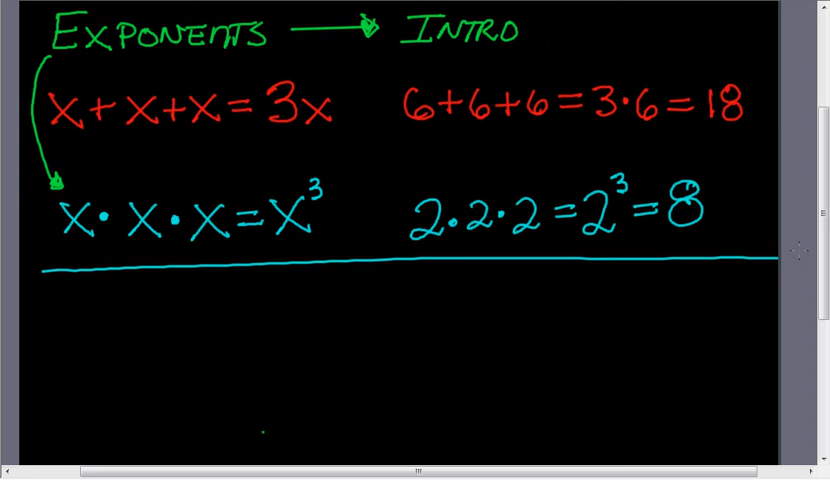 EXPONENTS → INTRO
x + x + x = 3x 6 + 6 + 6 = 3 · 6 = 18
x · x · x = x³ 2 · 2 · 2 = 2³ = 8